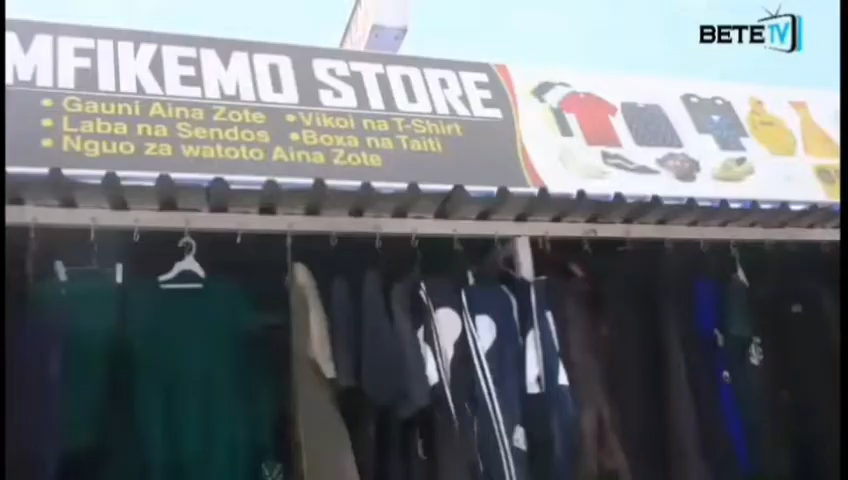 BETE TV
MFIKEMO STORE
• Gauni Aina Zote
• Laba na Sendos
• Nguo za watoto Aina Zote
• Vikoi na T-Shirt
• Boxa na Taiti